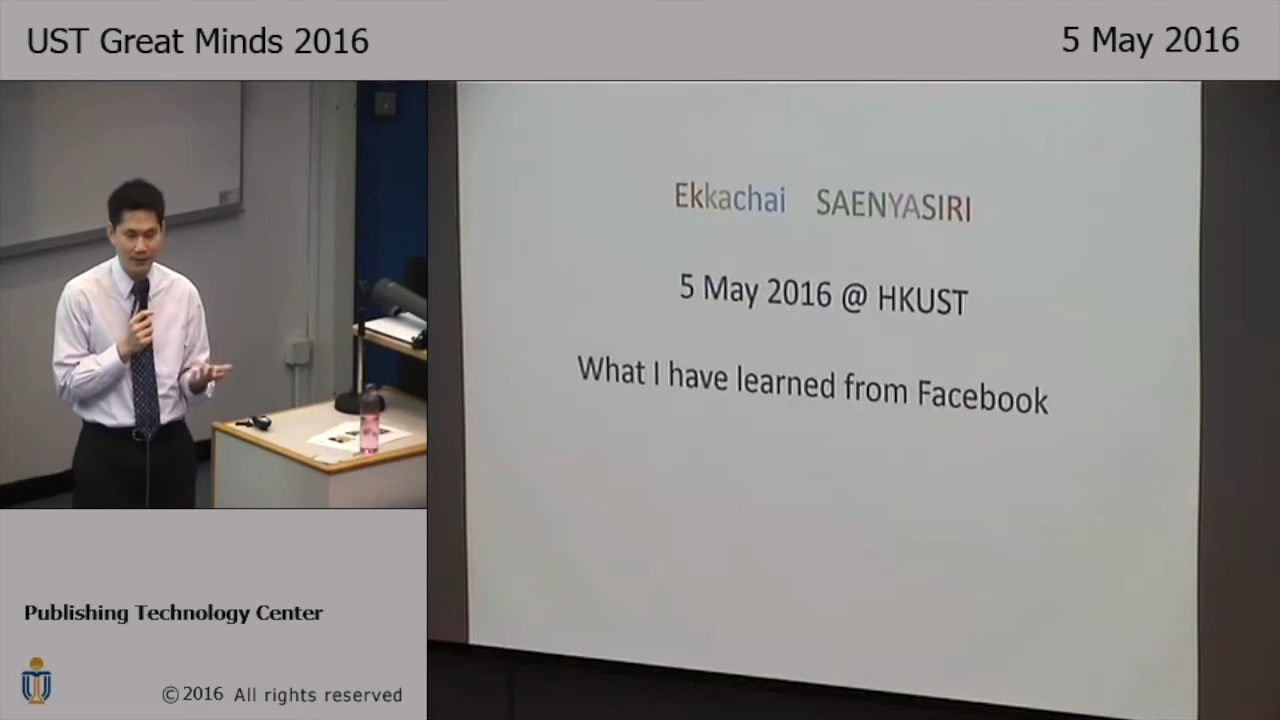 UST Great Minds 2016
5 May 2016
Ekkachai SAENYASIRI
5 May 2016 @ HKUST
What I have learned from Facebook
Publishing Technology Center
©2016 All rights reserved